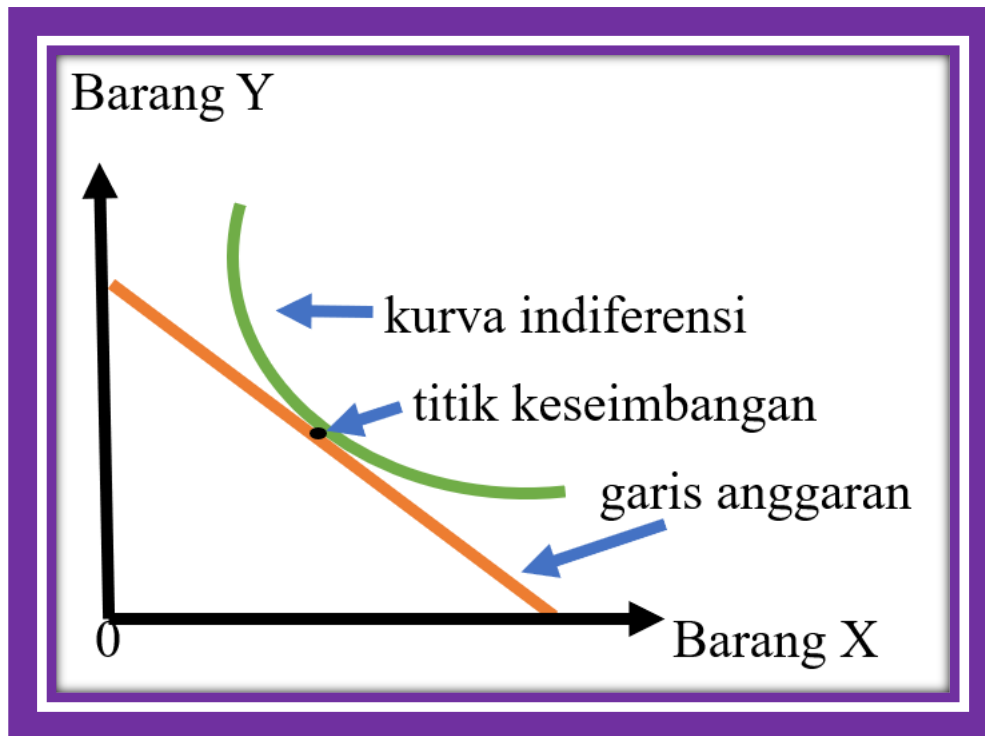 Barang Y
kurva indiferensi
titik keseimbangan
garis anggaran
0
Barang X